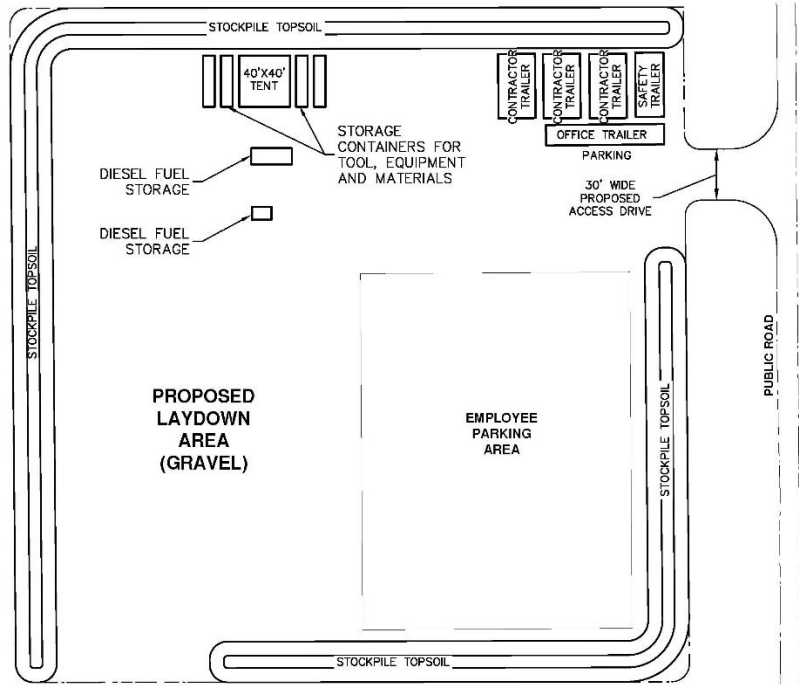 STOCKPILE TOPSOIL
40'X40'
TENT
CONTRACTOR
TRAILER
CONTRACTOR
TRAILER
CONTRACTOR
TRAILER
SAFETY
TRAILER
OFFICE TRAILER
PARKING
STORAGE
CONTAINERS FOR
TOOL, EQUIPMENT
AND MATERIALS
DIESEL FUEL
STORAGE
DIESEL FUEL
STORAGE
30' WIDE
PROPOSED
ACCESS DRIVE
STOCKPILE TOPSOIL
PROPOSED
LAYDOWN
AREA
(GRAVEL)
EMPLOYEE
PARKING
AREA
STOCKPILE TOPSOIL
PUBLIC ROAD
STOCKPILE TOPSOIL